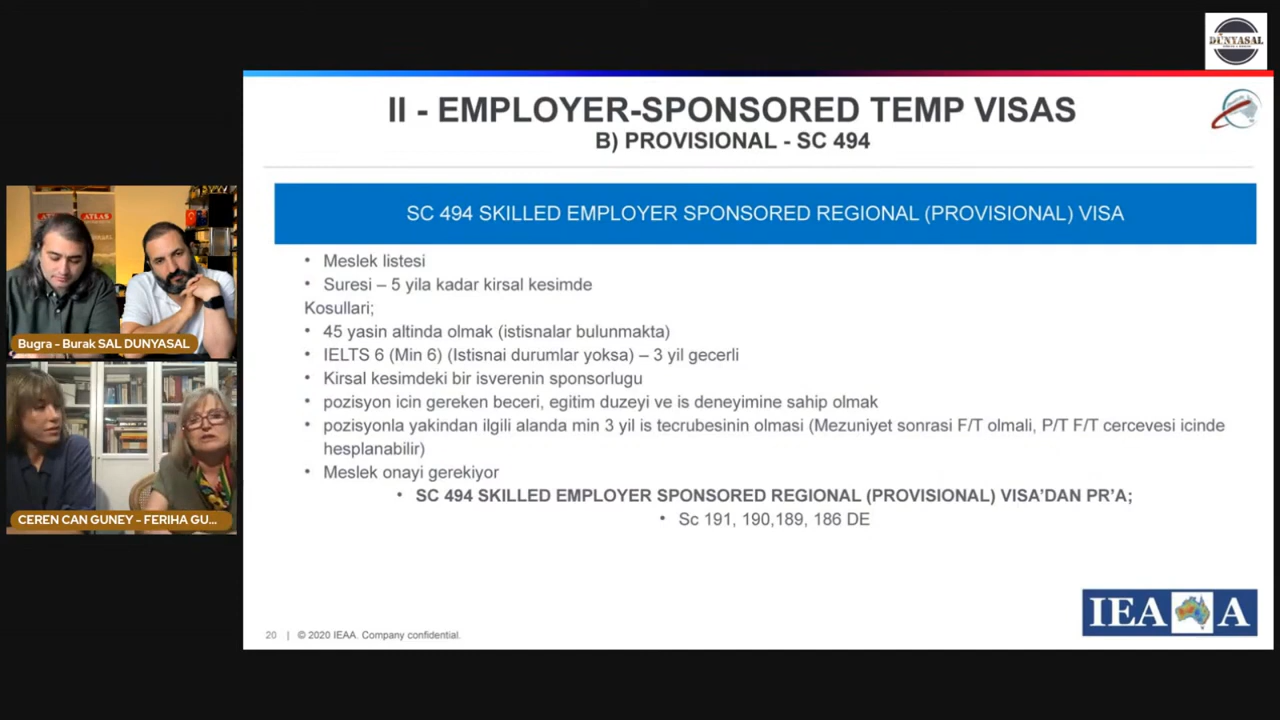 DÜNYASAL
II - EMPLOYER-SPONSORED TEMP VISAS
B) PROVISIONAL - SC 494
SC 494 SKILLED EMPLOYER SPONSORED REGIONAL (PROVISIONAL) VISA
• Meslek listesi
• Suresi – 5 yila kadar kirsal kesimde
Kosullari;
• 45 yasin altinda olmak (istisnalar bulunmakta)
• IELTS 6 (Min 6) (Istisnai durumlar yoksa) – 3 yil gecerli
• Kirsal kesimdeki bir isverenin sponsorlugu
• pozisyon icin gereken beceri, egitim duzeyi ve is deneyimine sahip olmak
• pozisyonla yakindan ilgili alanda min 3 yil is tecrubesinin olmasi (Mezuniyet sonrasi F/T olmali, P/T F/T cercevesi icinde
hesplanabilir)
• Meslek onayi gerekiyor
• SC 494 SKILLED EMPLOYER SPONSORED REGIONAL (PROVISIONAL) VISA'DAN PR'A;
• Sc 191, 190,189, 186 DE
ATLAS
Bugra - Burak SAL DUNYASAL
CEREN CAN GUNEY - FERIHA GU...
IEAA A
20 | © 2020 IEAA. Company confidential.